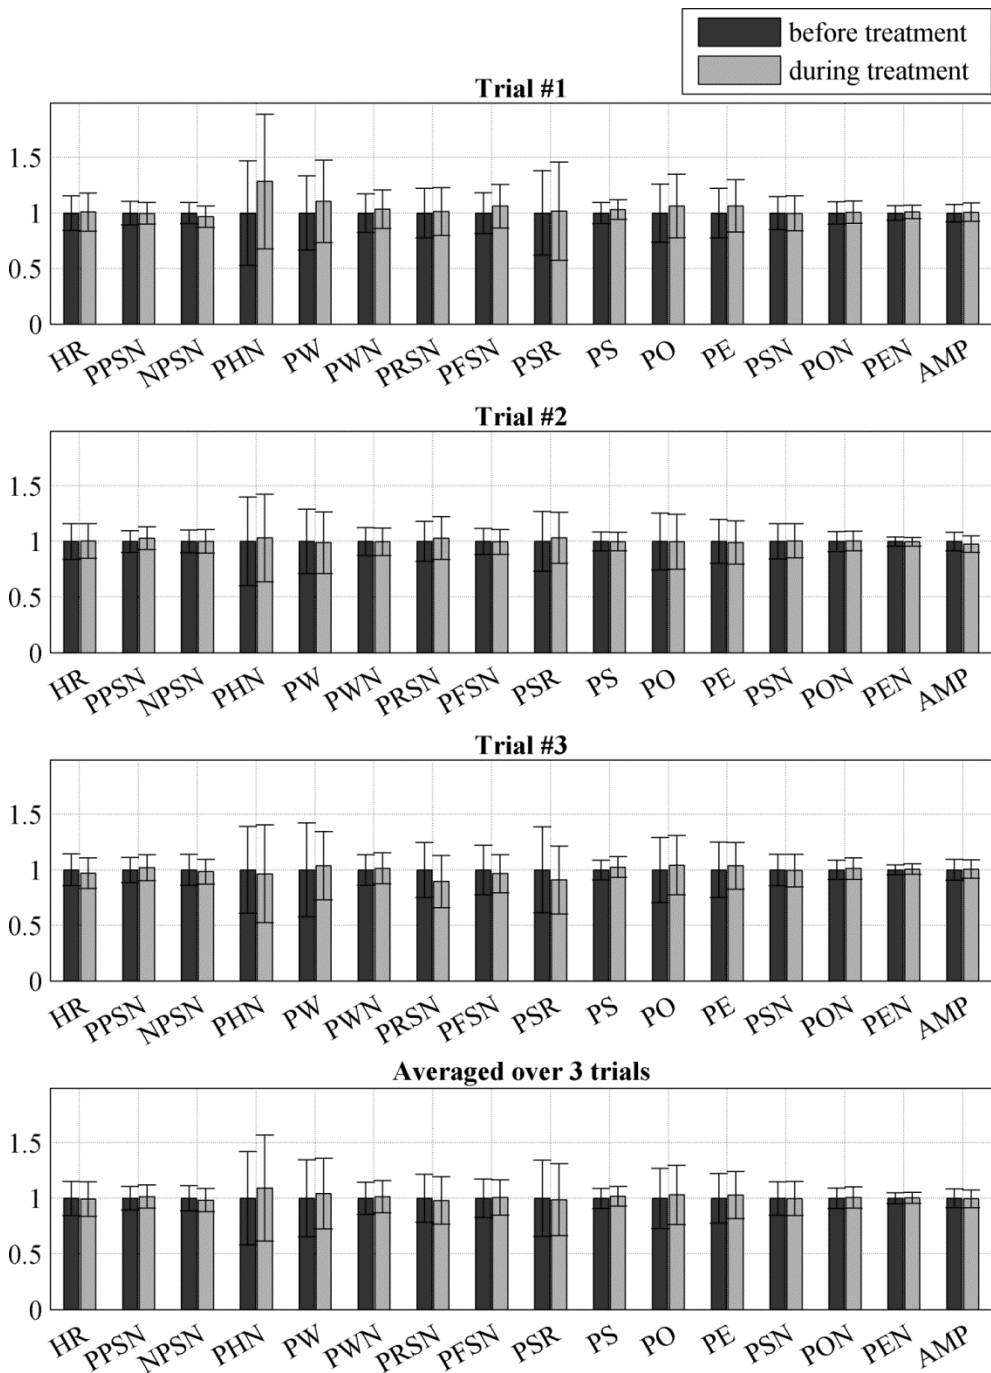 before treatment
during treatment
Trial #1
1.5
1
0.5
0
HR PPSN NPSN PHN PW PWN PRSN PFSN PSR PS PO PE PSN PON PEN AMP
Trial #2
1.5
1
0.5
0
HR PPSN NPSN PHN PW PWN PRSN PFSN PSR PS PO PE PSN PON PEN AMP
Trial #3
1.5
1
0.5
0
HR PPSN NPSN PHN PW PWN PRSN PFSN PSR PS PO PE PSN PON PEN AMP
Averaged over 3 trials
1.5
1
0.5
0
HR PPSN NPSN PHN PW PWN PRSN PFSN PSR PS PO PE PSN PON PEN AMP